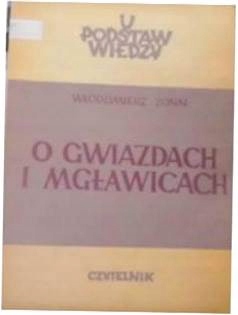 U
PODSTAW
WIEDZY
WŁODZIMIERZ ZONN
O GWIAZDACH
I MGŁAWICACH
CZYTELNIK